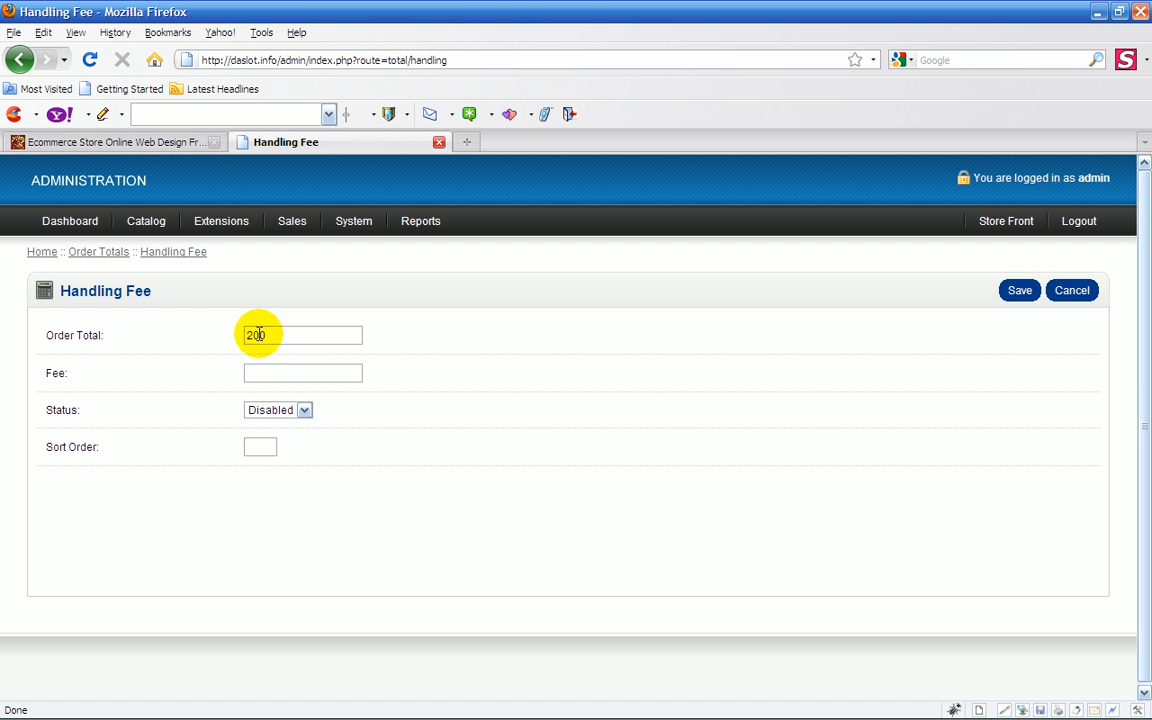 Handling Fee - Mozilla Firefox
File Edit View History Bookmarks Yahoo! Tools Help
http://daslot.info/admin/index.php?route=total/handling
Google
S
Most Visited Getting Started Latest Headlines
Y!
Ecommerce Store Online Web Design Fr... Handling Fee
ADMINISTRATION
You are logged in as admin
Dashboard Catalog Extensions Sales System Reports Store Front Logout
Home :: Order Totals :: Handling Fee
Handling Fee Save Cancel
Order Total: 200
Fee:
Status: Disabled
Sort Order:
Done